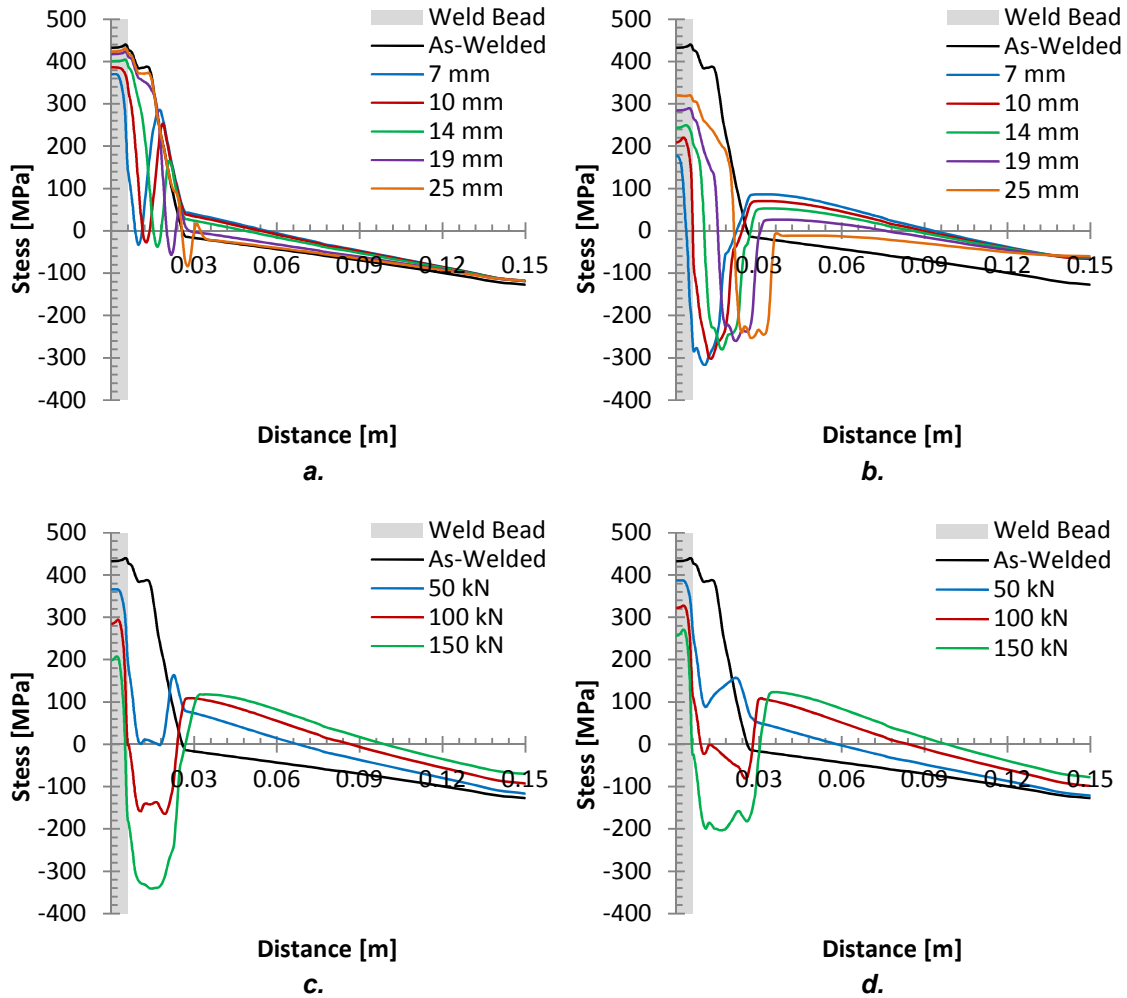 500
400
300
200
100
0
-100
-200
-300
-400
Stess [MPa]
0.03
0.06
0.09
0.12
0.15
Distance [m]
Weld Bead
As-Welded
7 mm
10 mm
14 mm
19 mm
25 mm
a.
500
400
300
200
100
0
-100
-200
-300
-400
Stess [MPa]
0.03
0.06
0.09
0.12
0.15
Distance [m]
Weld Bead
As-Welded
7 mm
10 mm
14 mm
19 mm
25 mm
b.
500
400
300
200
100
0
-100
-200
-300
-400
Stess [MPa]
0.03
0.06
0.09
0.12
0.15
Distance [m]
Weld Bead
As-Welded
50 kN
100 kN
150 kN
c.
500
400
300
200
100
0
-100
-200
-300
-400
Stess [MPa]
0.03
0.06
0.09
0.12
0.15
Distance [m]
Weld Bead
As-Welded
50 kN
100 kN
150 kN
d.